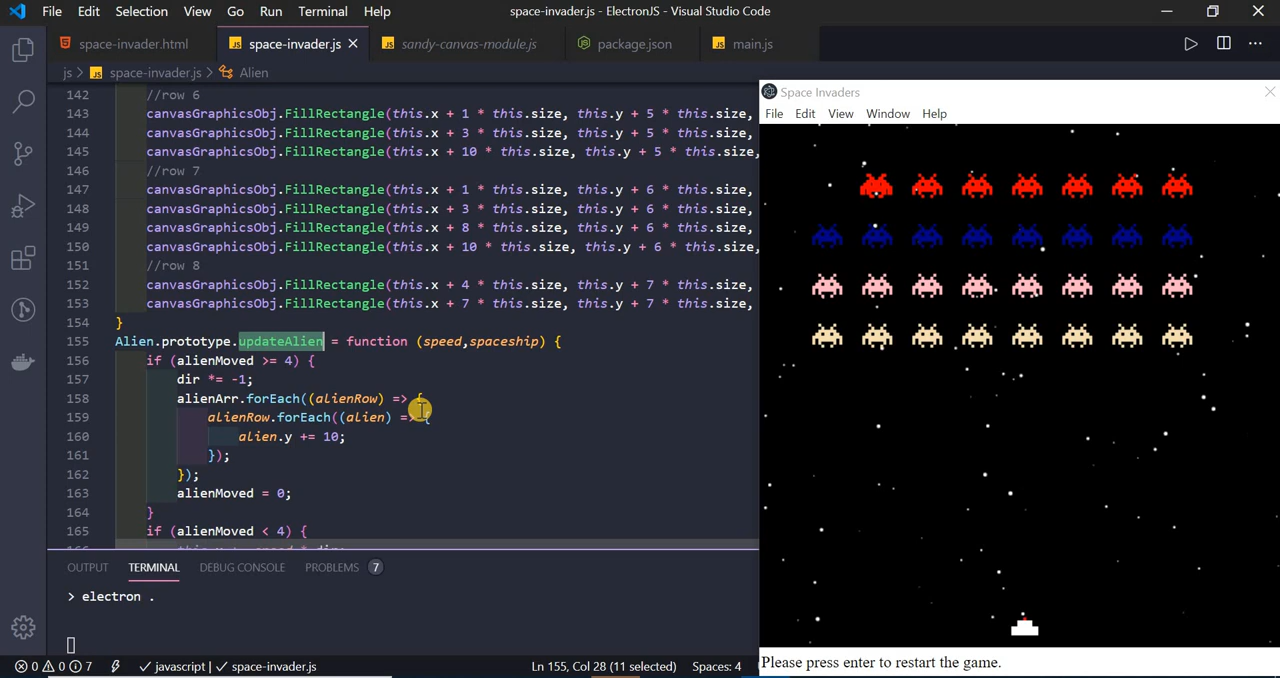 File Edit Selection View Go Run Terminal Help space-invader.js - ElectronJS - Visual Studio Code
space-invader.html JS space-invader.js JS sandy-canvas-module.js package.json JS main.js
js > JS space-invader.js > Alien
142 //row 6
143 canvasGraphicsObj.FillRectangle(this.x + 1 * this.size, this.y + 5 * this.size,
144 canvasGraphicsObj.FillRectangle(this.x + 3 * this.size, this.y + 5 * this.size,
145 canvasGraphicsObj.FillRectangle(this.x + 10 * this.size, this.y + 5 * this.size,
146 //row 7
147 canvasGraphicsObj.FillRectangle(this.x + 1 * this.size, this.y + 6 * this.size,
148 canvasGraphicsObj.FillRectangle(this.x + 3 * this.size, this.y + 6 * this.size,
149 canvasGraphicsObj.FillRectangle(this.x + 8 * this.size, this.y + 6 * this.size,
150 canvasGraphicsObj.FillRectangle(this.x + 10 * this.size, this.y + 6 * this.size,
151 //row 8
152 canvasGraphicsObj.FillRectangle(this.x + 4 * this.size, this.y + 7 * this.size,
153 canvasGraphicsObj.FillRectangle(this.x + 7 * this.size, this.y + 7 * this.size,
154 }
155 Alien.prototype.updateAlien = function (speed,spaceship) {
156 if (alienMoved >= 4) {
157 dir *= -1;
158 alienArr.forEach((alienRow) => {
159 alienRow.forEach((alien) => {
160 alien.y += 10;
161 });
162 });
163 alienMoved = 0;
164 }
165 if (alienMoved < 4) {
OUTPUT TERMINAL DEBUG CONSOLE PROBLEMS 7
> electron .
0 0 7 javascript | space-invader.js Ln 155, Col 28 (11 selected) Spaces: 4
Space Invaders
File Edit View Window Help
Please press enter to restart the game.